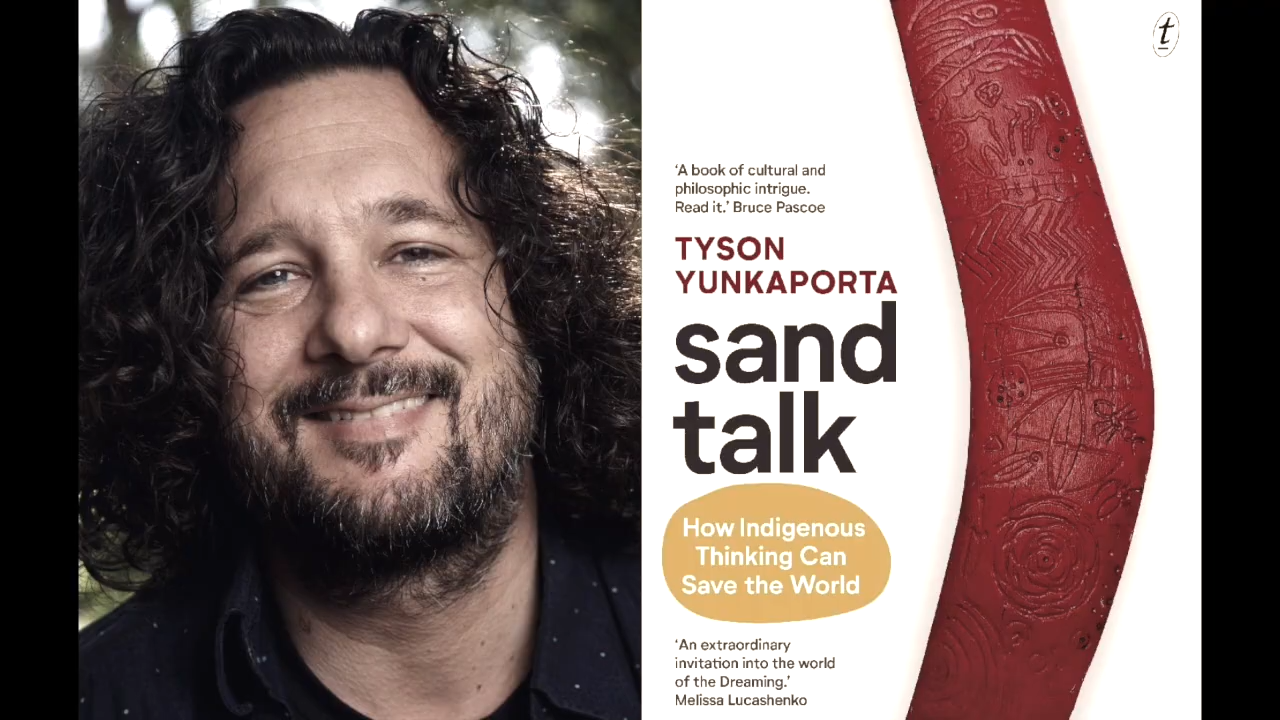 t
'A book of cultural and
philosophic intrigue.
Read it.' Bruce Pascoe
TYSON
YUNKAPORTA
sand
talk
How Indigenous
Thinking Can
Save the World
'An extraordinary
invitation into the world
of the Dreaming.'
Melissa Lucashenko